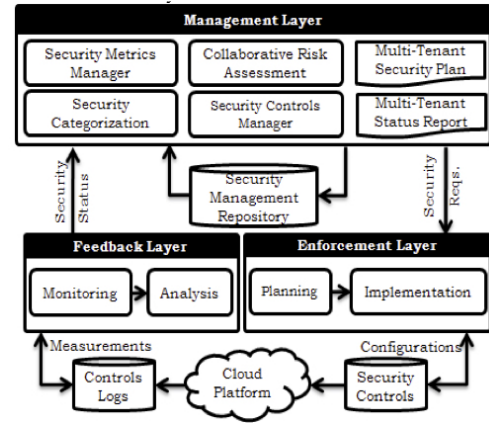 Management Layer
Security Metrics
Manager
Collaborative Risk
Assessment
Multi-Tenant
Security Plan
Security
Categorization
Security Controls
Manager
Multi-Tenant
Status Report
Security
Status
Security
Management
Repository
Security
Reqs.
Feedback Layer
Enforcement Layer
Monitoring
Analysis
Planning
Implementation
Measurements
Configurations
Controls
Logs
Cloud
Platform
Security
Controls